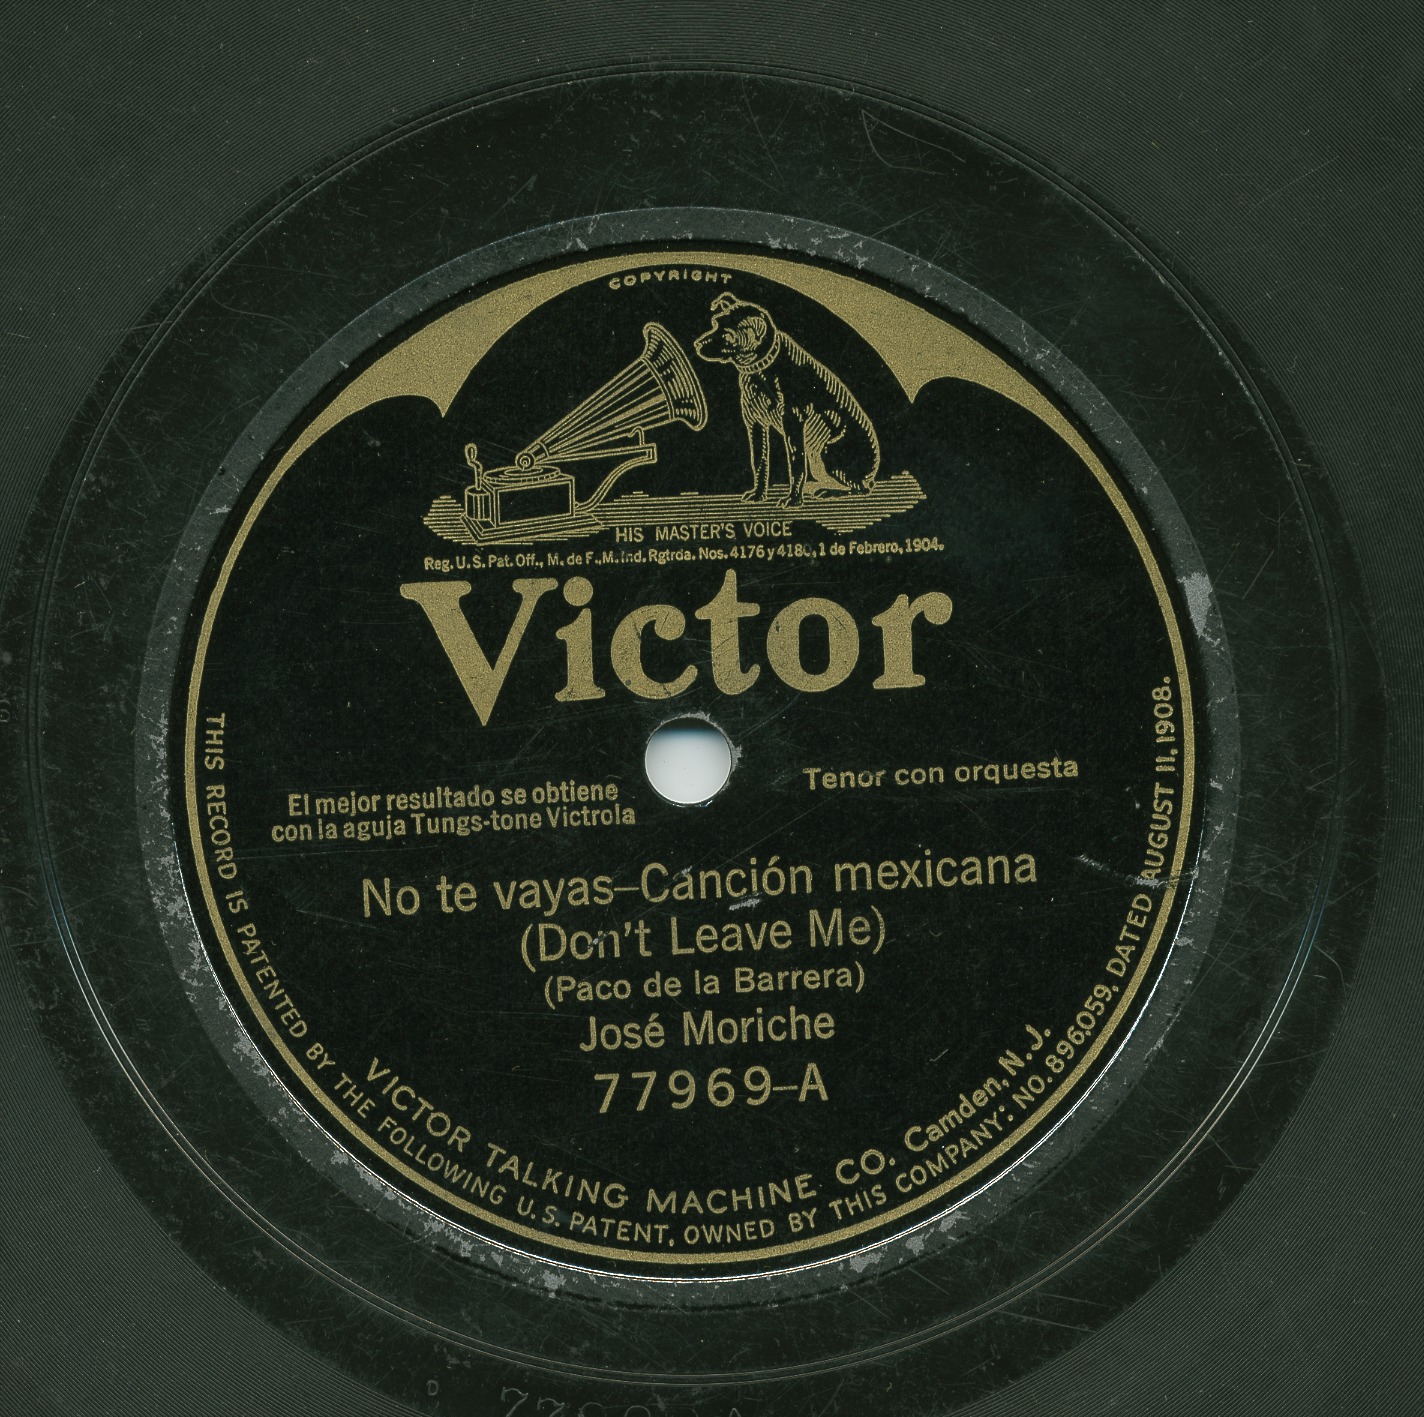 COPYRIGHT
HIS MASTER'S VOICE
Reg. U. S. Pat. Off., M. de F., M. Ind. Rgtrda. Nos. 4176 y 4180, 1 de Febrero, 1904.
Victor
El mejor resultado se obtiene
con la aguja Tungs-tone Victrola
Tenor con orquesta
No te vayas–Canción mexicana
(Don't Leave Me)
(Paco de la Barrera)
José Moriche
77969–A
VICTOR TALKING MACHINE CO. Camden, N. J.
THIS RECORD IS PATENTED BY THE FOLLOWING U. S. PATENT, OWNED BY THIS COMPANY: NO. 896,059, DATED AUGUST 11, 1908.
D